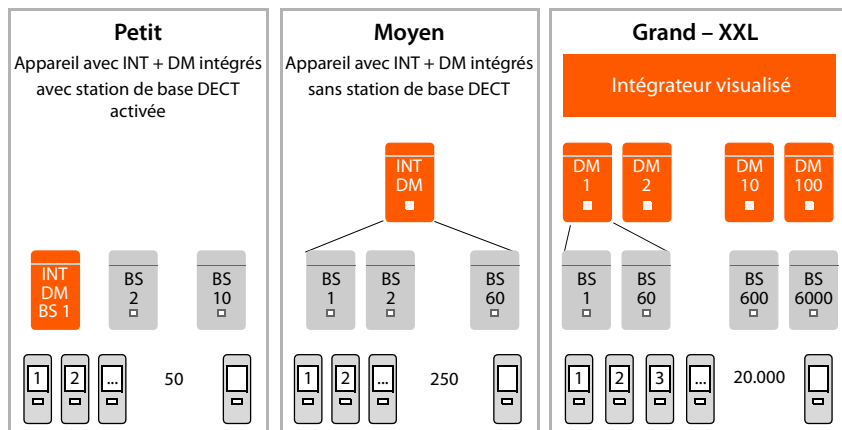 Petit
Appareil avec INT + DM intégrés
avec station de base DECT
activée
INT
DM
BS 1
BS
2
BS
10
1
2
...
50
Moyen
Appareil avec INT + DM intégrés
sans station de base DECT
INT
DM
BS
1
BS
2
BS
60
1
2
...
250
Grand – XXL
Intégrateur visualisé
DM
1
DM
2
DM
10
DM
100
BS
1
BS
60
BS
600
BS
6000
1
2
3
...
20.000